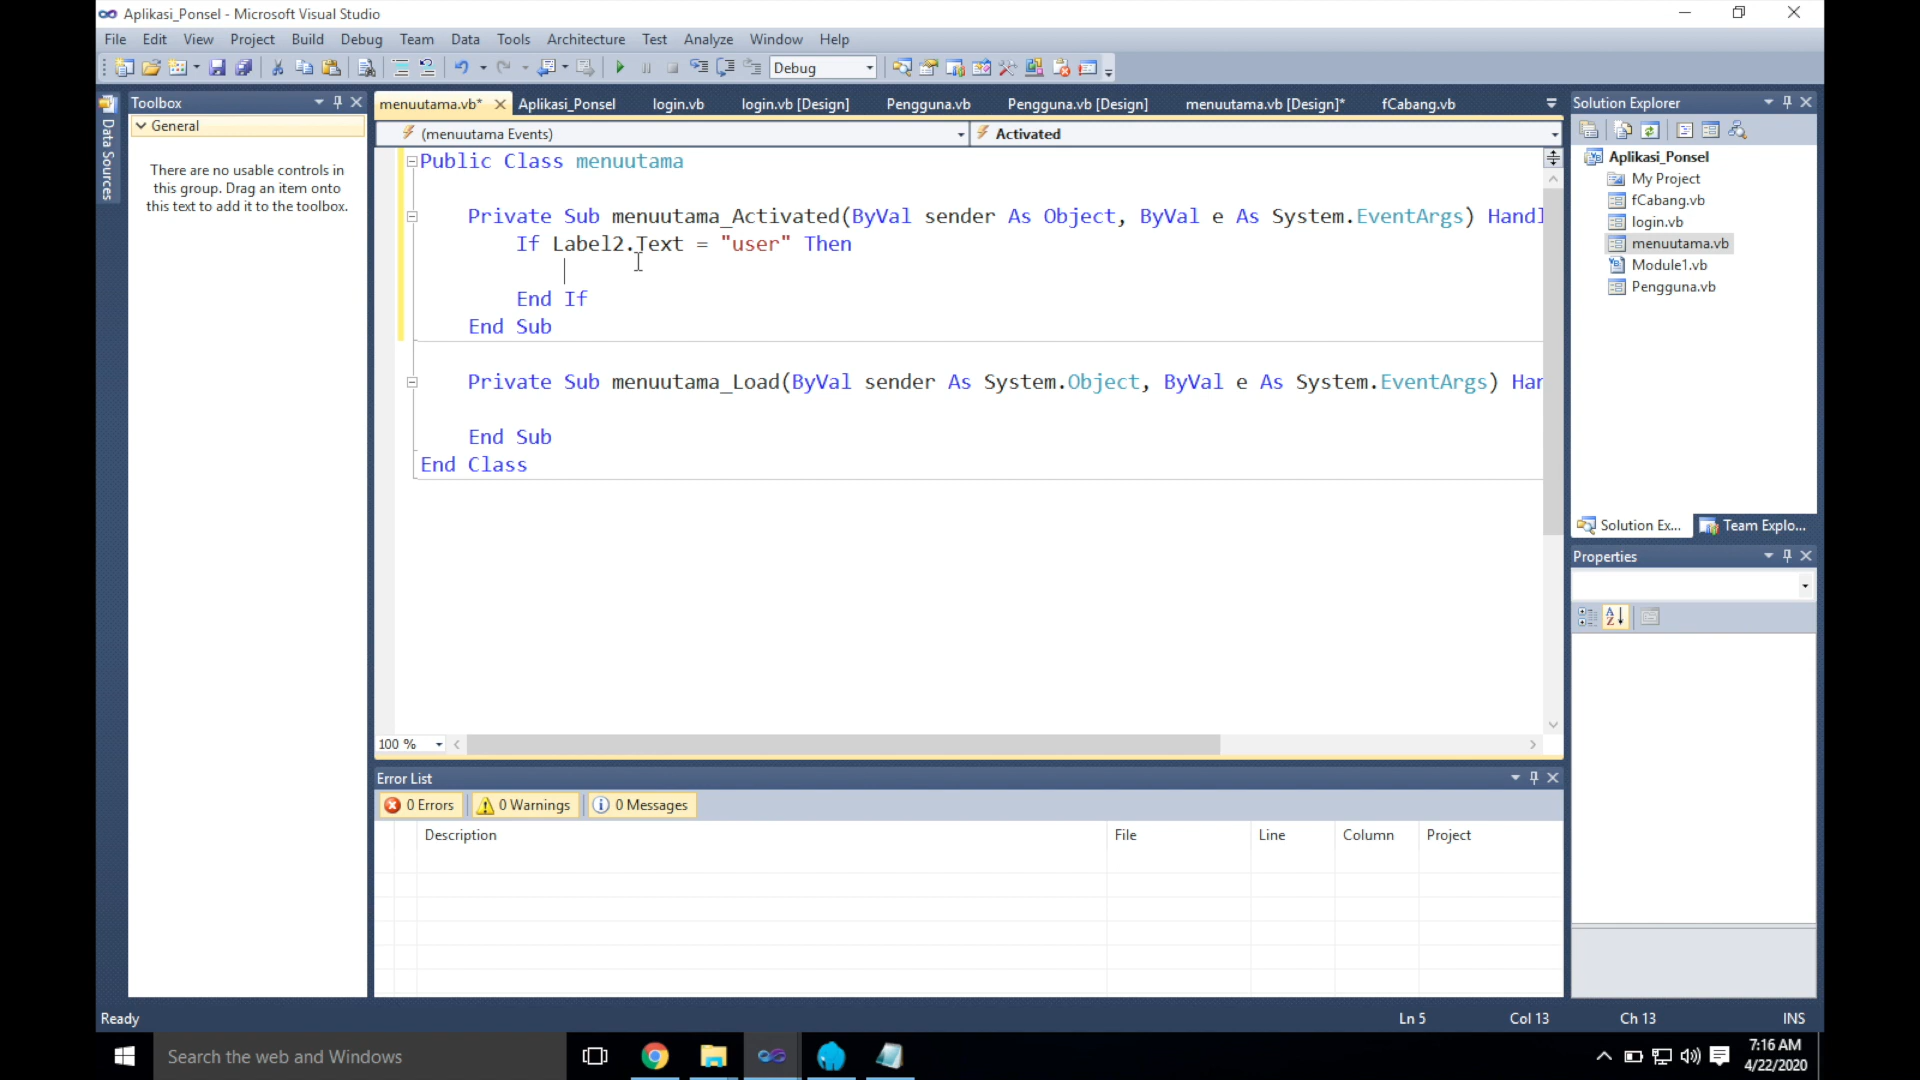 Aplikasi_Ponsel - Microsoft Visual Studio
File Edit View Project Build Debug Team Data Tools Architecture Test Analyze Window Help
Debug
Data Sources
Toolbox
General
There are no usable controls in
this group. Drag an item onto
this text to add it to the toolbox.
menuutama.vb* Aplikasi_Ponsel login.vb login.vb [Design] Pengguna.vb Pengguna.vb [Design] menuutama.vb [Design]* fCabang.vb
(menuutama Events) Activated
Public Class menuutama
Private Sub menuutama_Activated(ByVal sender As Object, ByVal e As System.EventArgs) Handl
If Label2.Text = "user" Then
End If
End Sub
Private Sub menuutama_Load(ByVal sender As System.Object, ByVal e As System.EventArgs) Har
End Sub
End Class
100 %
Solution Explorer
Aplikasi_Ponsel
My Project
fCabang.vb
login.vb
menuutama.vb
Module1.vb
Pengguna.vb
Solution Ex... Team Explo...
Properties
Error List
0 Errors 0 Warnings 0 Messages
Description File Line Column Project
Ready Ln 5 Col 13 Ch 13 INS
Search the web and Windows
7:16 AM
4/22/2020